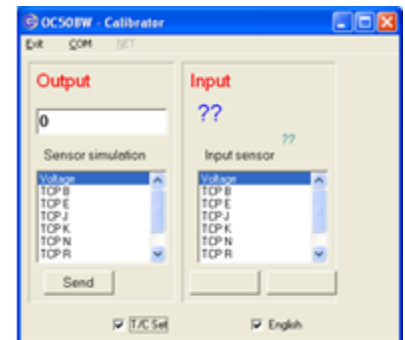 OC508W - Calibrator
Exit COM NET
Output
0
Sensor simulation
Voltage
TCP B
TCP E
TCP J
TCP K
TCP N
TCP R
Send
Input
??
??
Input sensor
Voltage
TCP B
TCP E
TCP J
TCP K
TCP N
TCP R
T/C Set
English